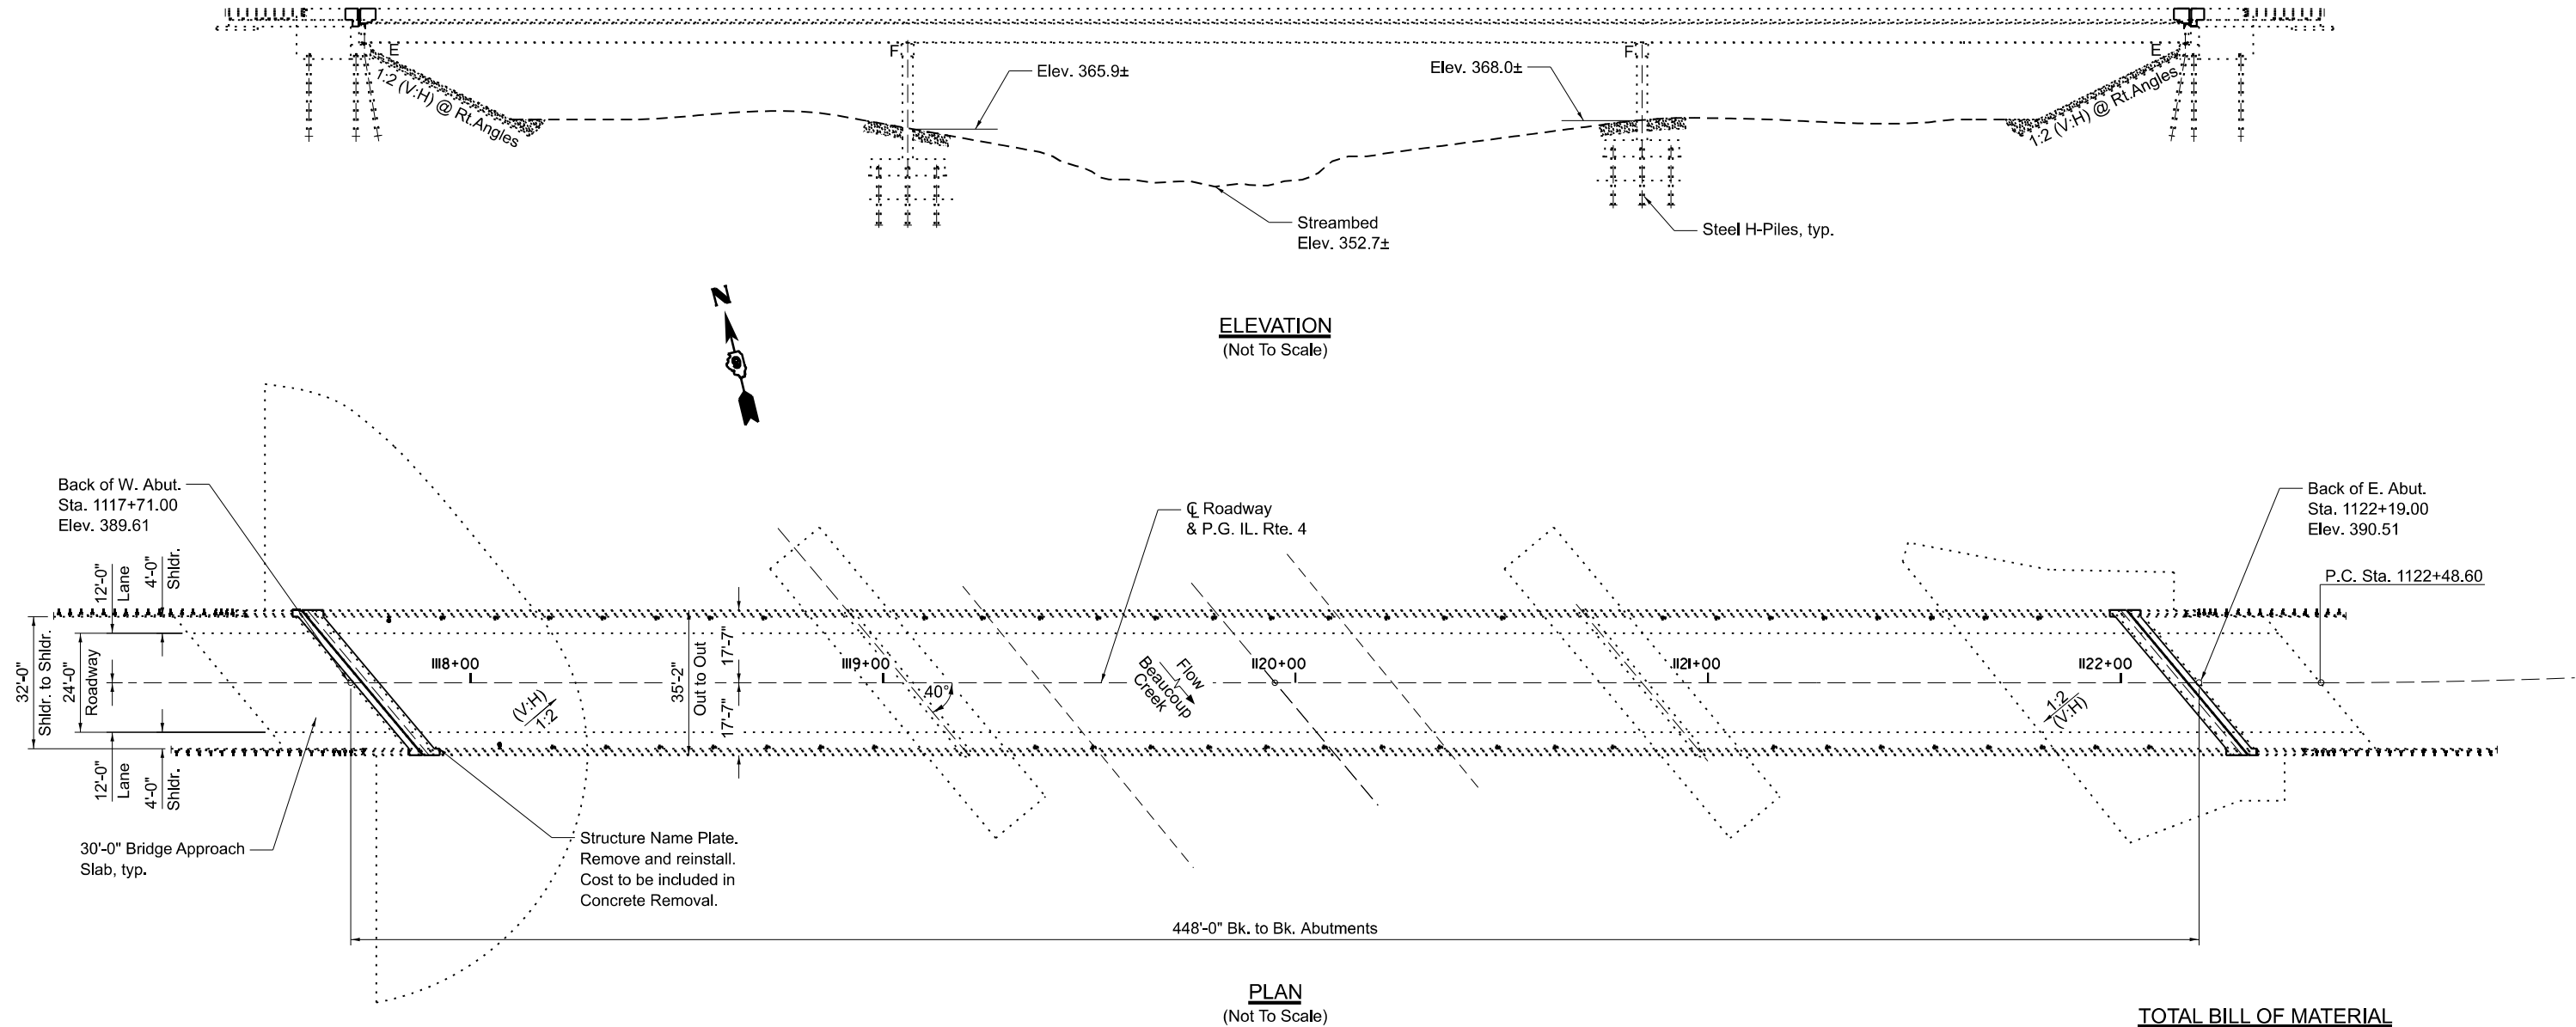 E
F
F
E
1:2 (V:H) @ Rt.Angles
Elev. 365.9±
Elev. 368.0±
1:2 (V:H) @ Rt.Angles
Streambed
Elev. 352.7±
Steel H-Piles, typ.
N
ELEVATION
(Not To Scale)
Back of W. Abut.
Sta. 1117+71.00
Elev. 389.61
℄ Roadway
& P.G. IL. Rte. 4
Back of E. Abut.
Sta. 1122+19.00
Elev. 390.51
P.C. Sta. 1122+48.60
12'-0"
Lane
4'-0"
Shldr.
32'-0"
Shldr. to Shldr.
24'-0"
Roadway
12'-0"
Lane
4'-0"
Shldr.
1118+00
1119+00
1120+00
1121+00
1122+00
35'-2"
Out to Out
17'-7"
17'-7"
40°
(V:H)
1:2
Flow
Beaucoup
Creek
1:2
(V:H)
30'-0" Bridge Approach
Slab, typ.
Structure Name Plate.
Remove and reinstall.
Cost to be included in
Concrete Removal.
448'-0" Bk. to Bk. Abutments
PLAN
(Not To Scale)
TOTAL BILL OF MATERIAL